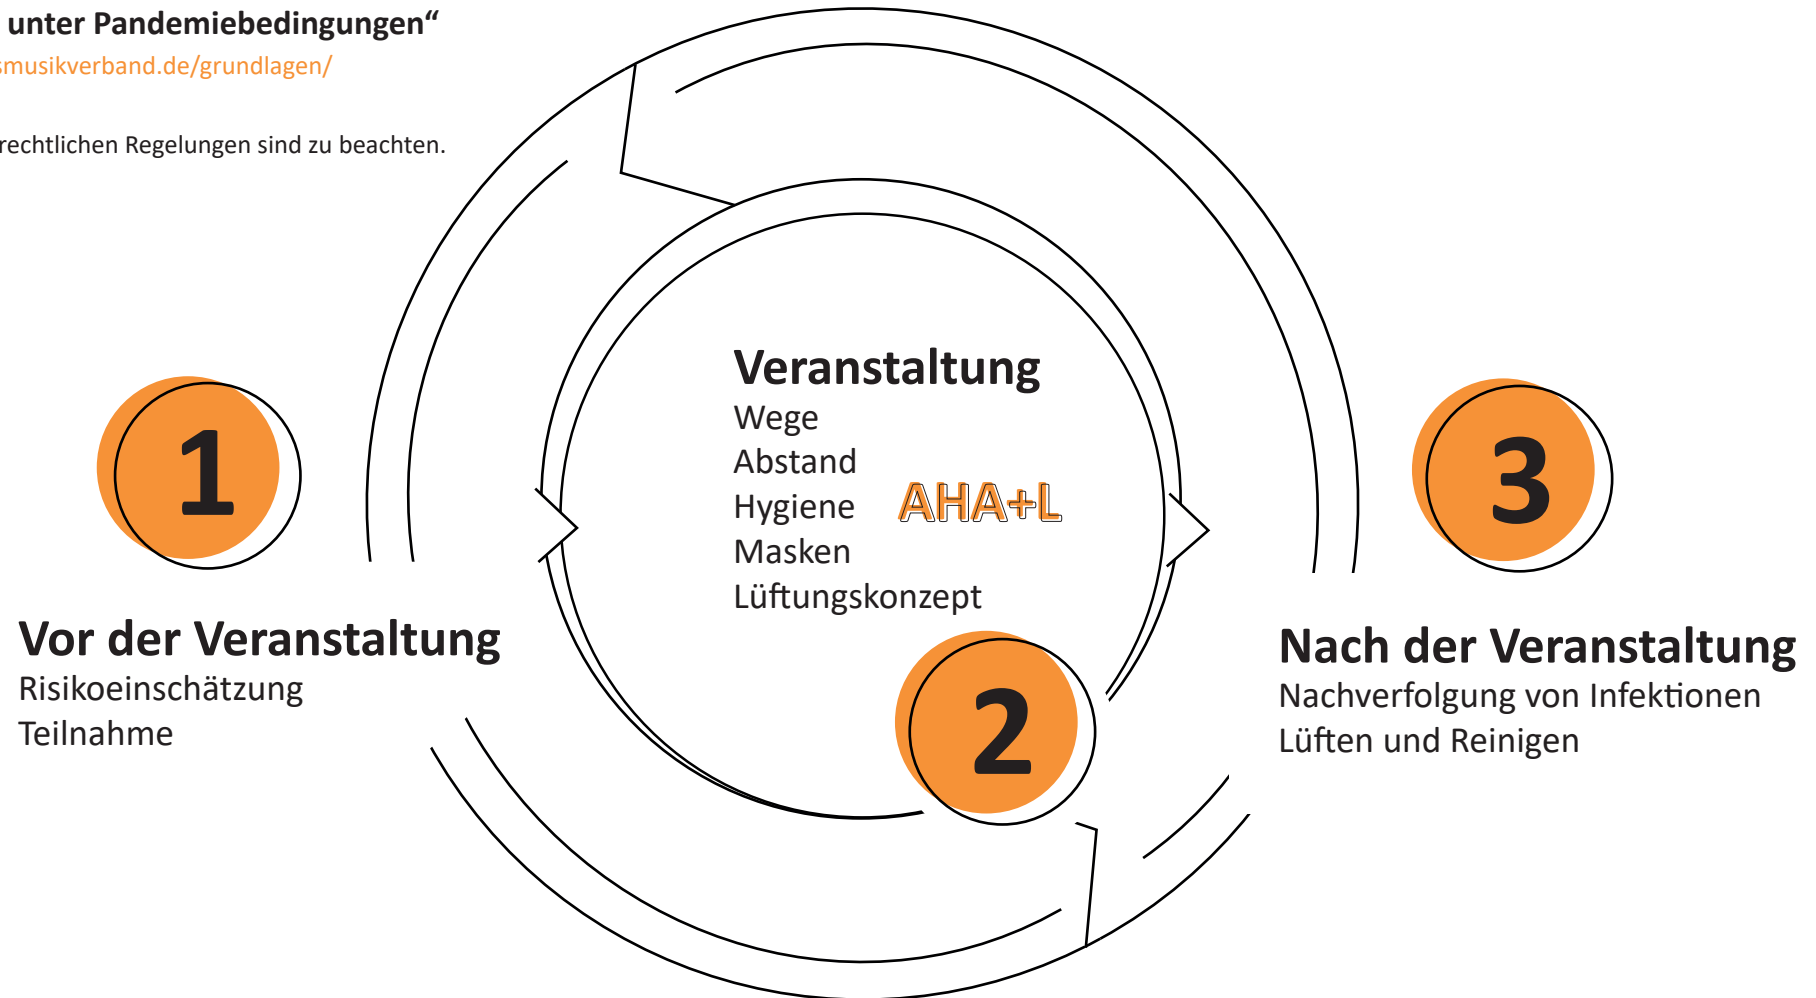 unter Pandemiebedingungen“
smusikverband.de/grundlagen/
rechtlichen Regelungen sind zu beachten.
1
Vor der Veranstaltung
Risikoeinschätzung
Teilnahme
Veranstaltung
Wege
Abstand
Hygiene
Masken
Lüftungskonzept
AHA+L
2
3
Nach der Veranstaltung
Nachverfolgung von Infektionen
Lüften und Reinigen